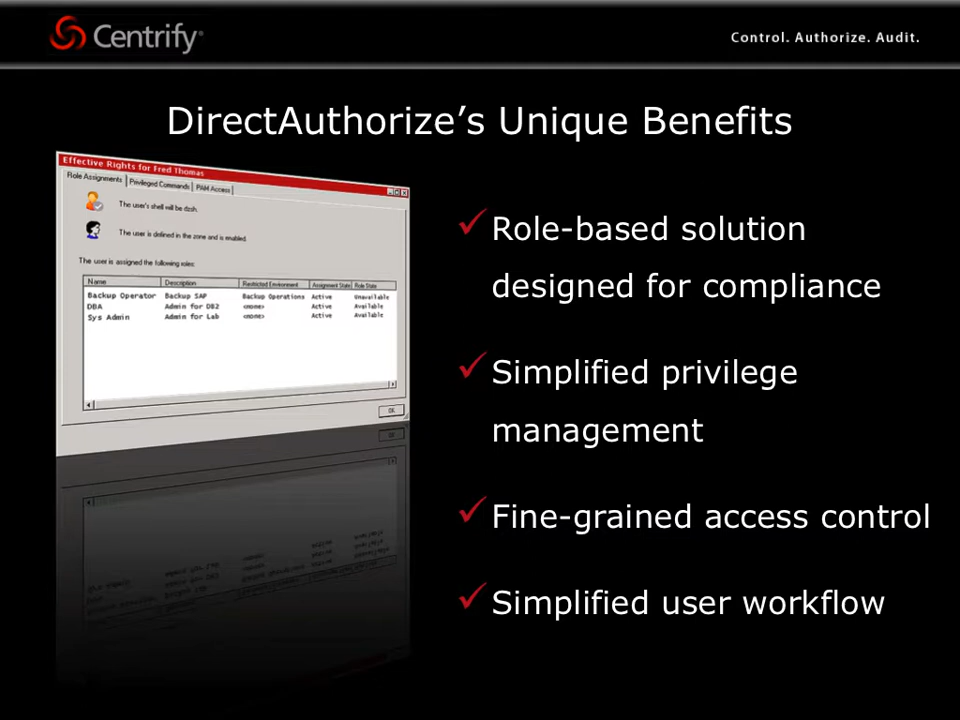 Centrify
Control. Authorize. Audit.
DirectAuthorize’s Unique Benefits
Effective Rights for Fred Thomas
Role Assignments Privileged Commands PAM Access
The user's shell will be dzsh.
The user is defined in the zone and is enabled.
The user is assigned the following roles:
Name Description Restricted Environment Assignment State Role State
Backup Operator Backup SAP Backup Operations Active Unavailable
DBA Admin for DB2 <none> Active Available
Sys Admin Admin for Lab <none> Active Available
OK
Role-based solution
designed for compliance
Simplified privilege
management
Fine-grained access control
Simplified user workflow